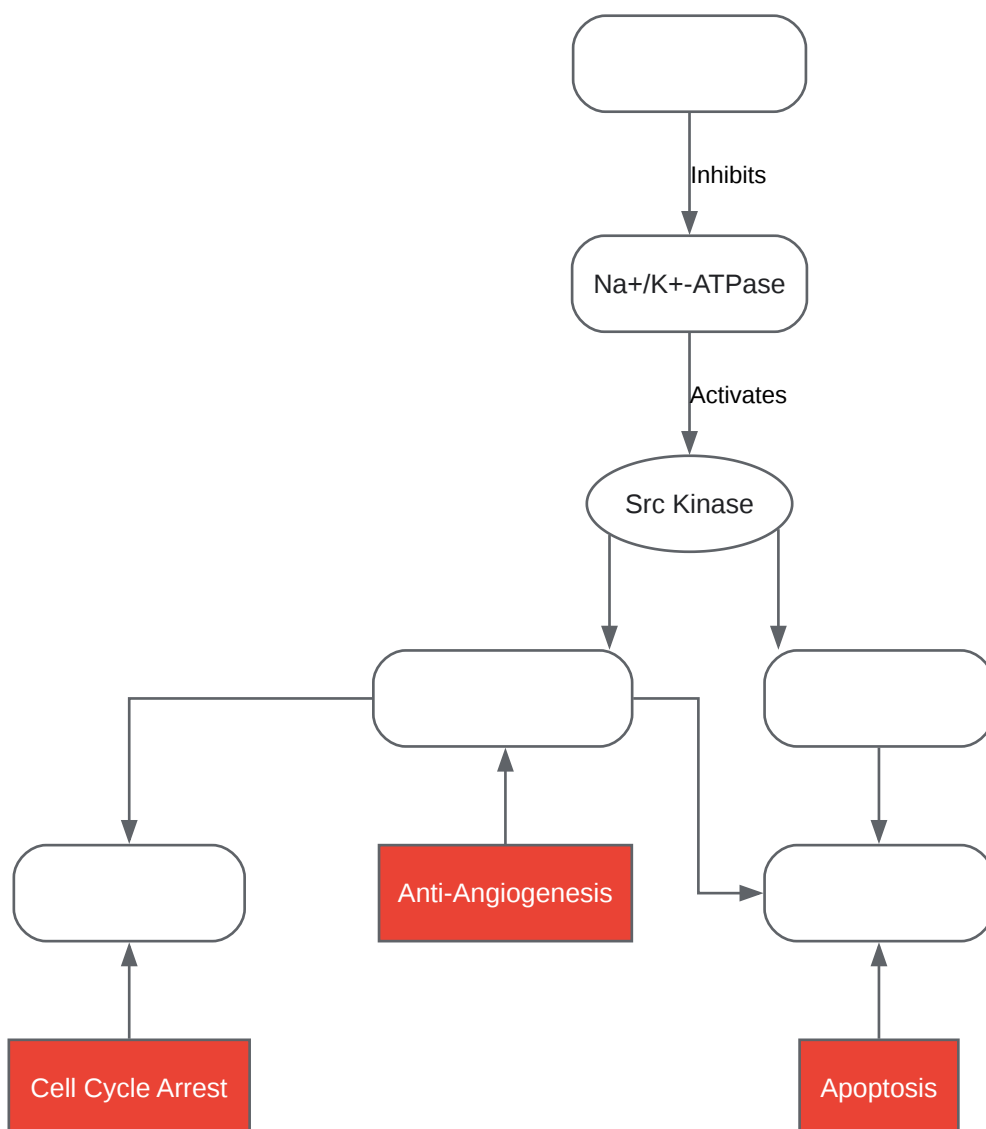 Inhibits
Na+/K+-ATPase
Activates
Src Kinase
Anti-Angiogenesis
Cell Cycle Arrest
Apoptosis